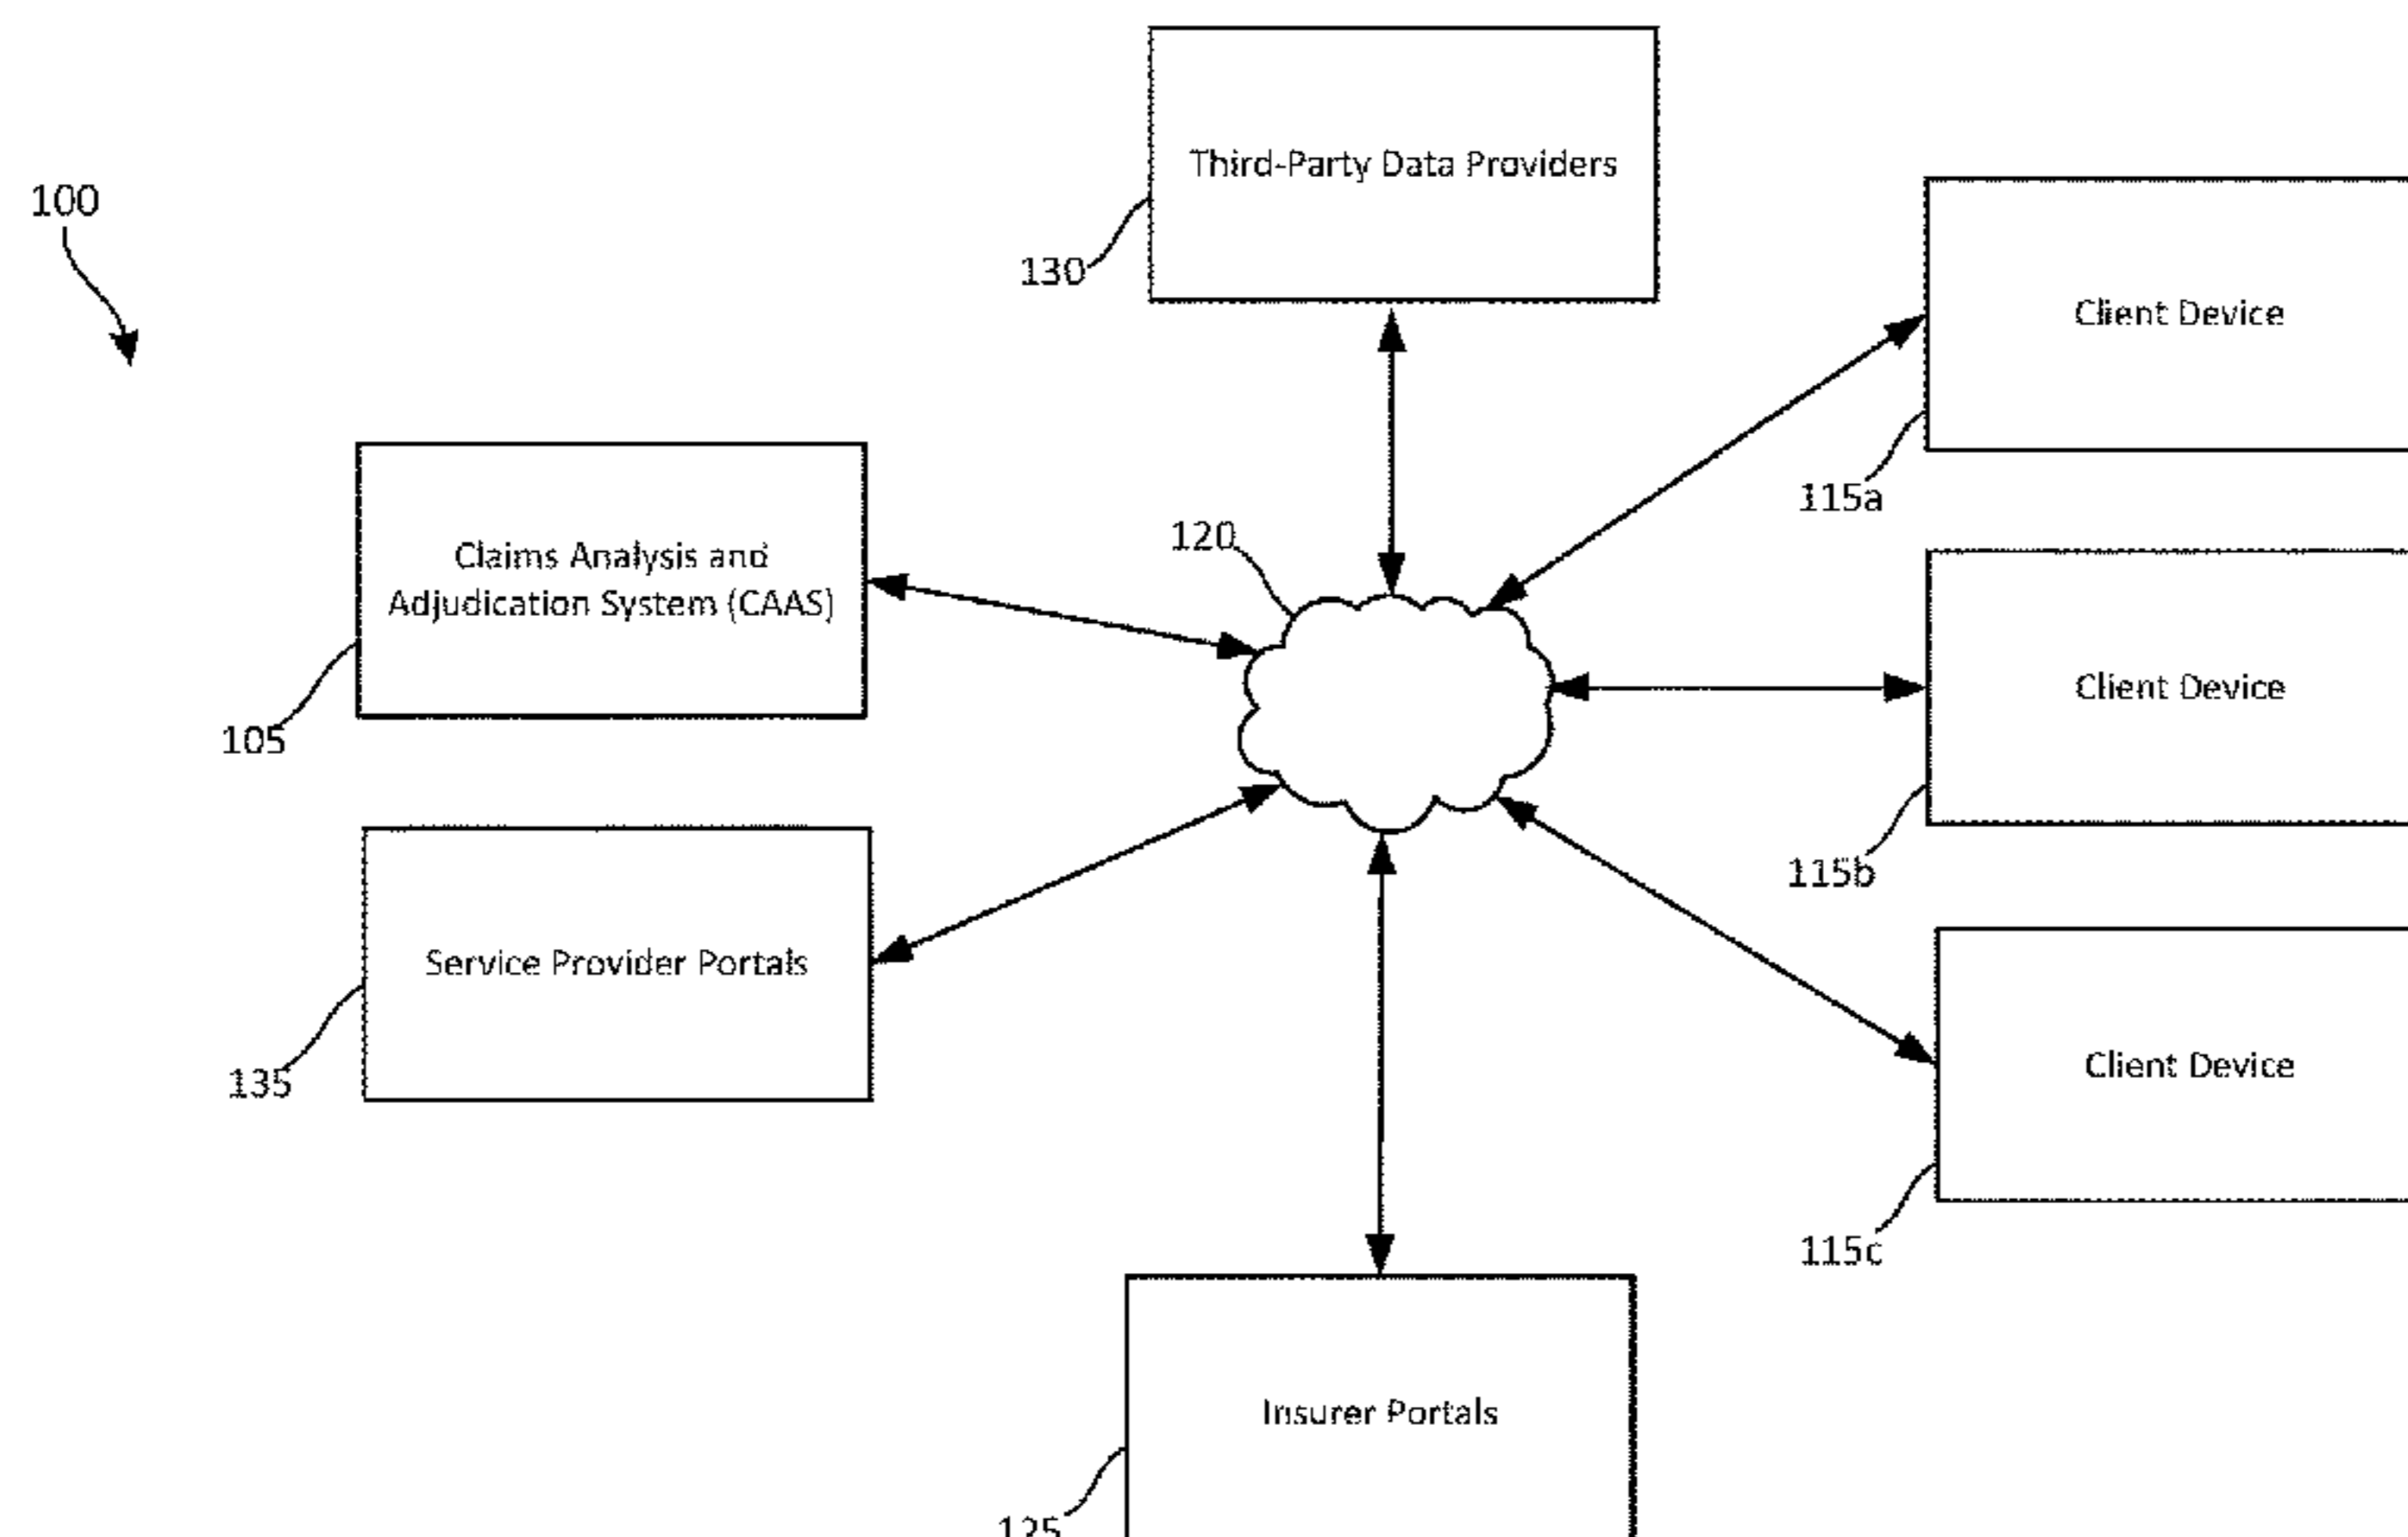 Third-Party Data Providers
100
130
Client Device
115a
120
Claims Analysis and
Adjudication System (CAAS)
105
Client Device
115b
Service Provider Portals
135
Client Device
115c
Insurer Portals